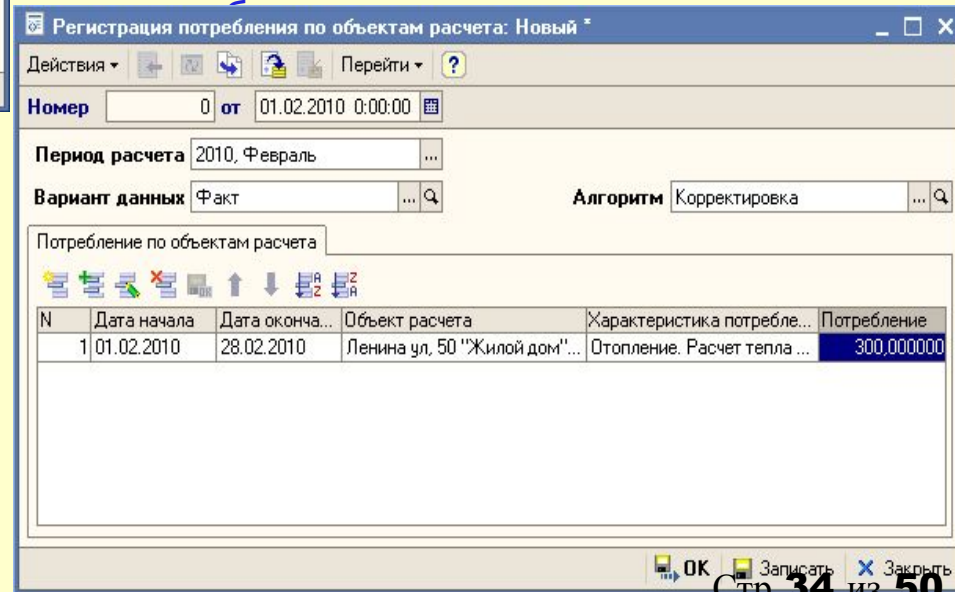 Регистрация потребления по объектам расчета: Новый *
Действия Перейти ?
Номер 0 от 01.02.2010 0:00:00
Период расчета 2010, Февраль ...
Вариант данных Факт ... Алгоритм Корректировка ...
Потребление по объектам расчета
N Дата начала Дата оконча... Объект расчета Характеристика потребле... Потребление
1 01.02.2010 28.02.2010 Ленина ул, 50 "Жилой дом"... Отопление. Расчет тепла ... 300,000000
OK Записать Закрыть
Стр 34 из 50